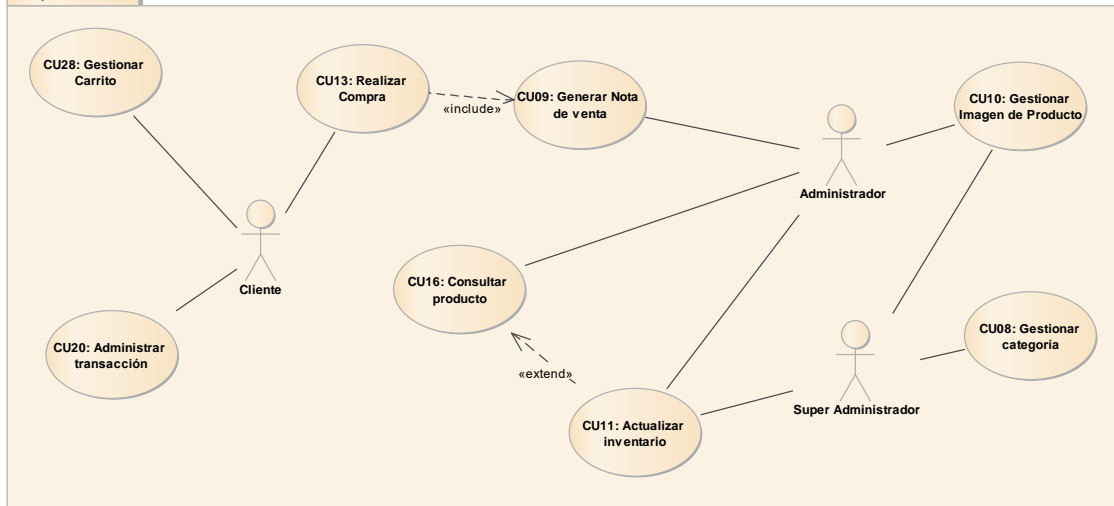 CU28: Gestionar
Carrito
CU13: Realizar
Compra
«include»
CU09: Generar Nota
de venta
CU10: Gestionar
Imagen de Producto
Administrador
Cliente
CU16: Consultar
producto
CU20: Administrar
transacción
«extend»
CU08: Gestionar
categoría
Super Administrador
CU11: Actualizar
inventario